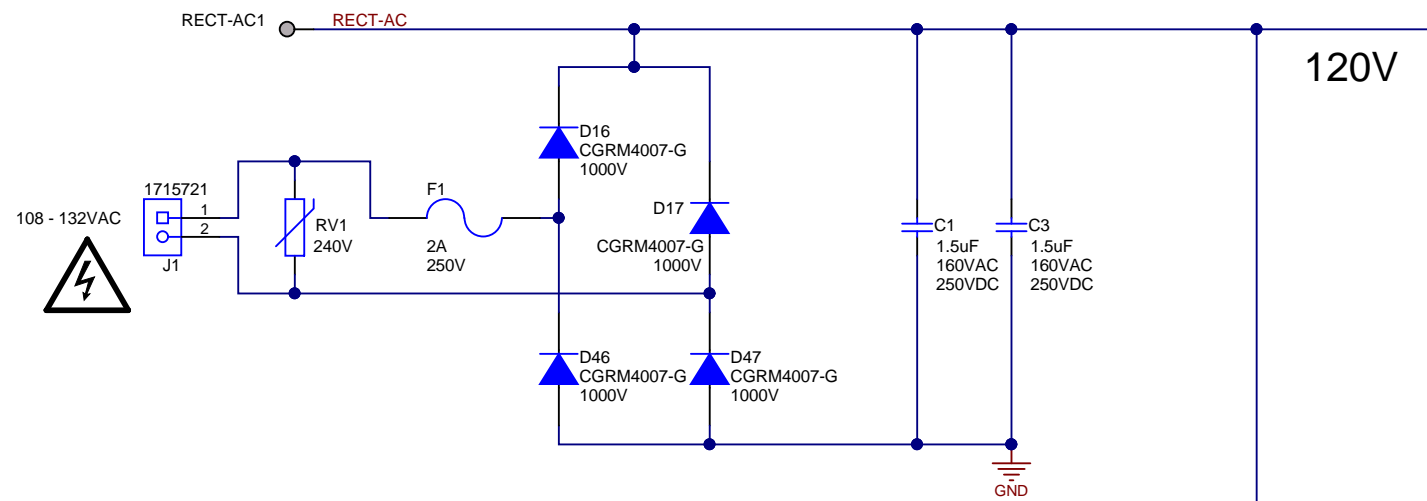 RECT-AC1
RECT-AC
120V
D16
CGRM4007-G
1000V
1715721
108 - 132VAC
1
2
J1
RV1
240V
F1
2A
250V
D17
CGRM4007-G
1000V
C1
1.5uF
160VAC
250VDC
C3
1.5uF
160VAC
250VDC
D46
CGRM4007-G
1000V
D47
CGRM4007-G
1000V
GND